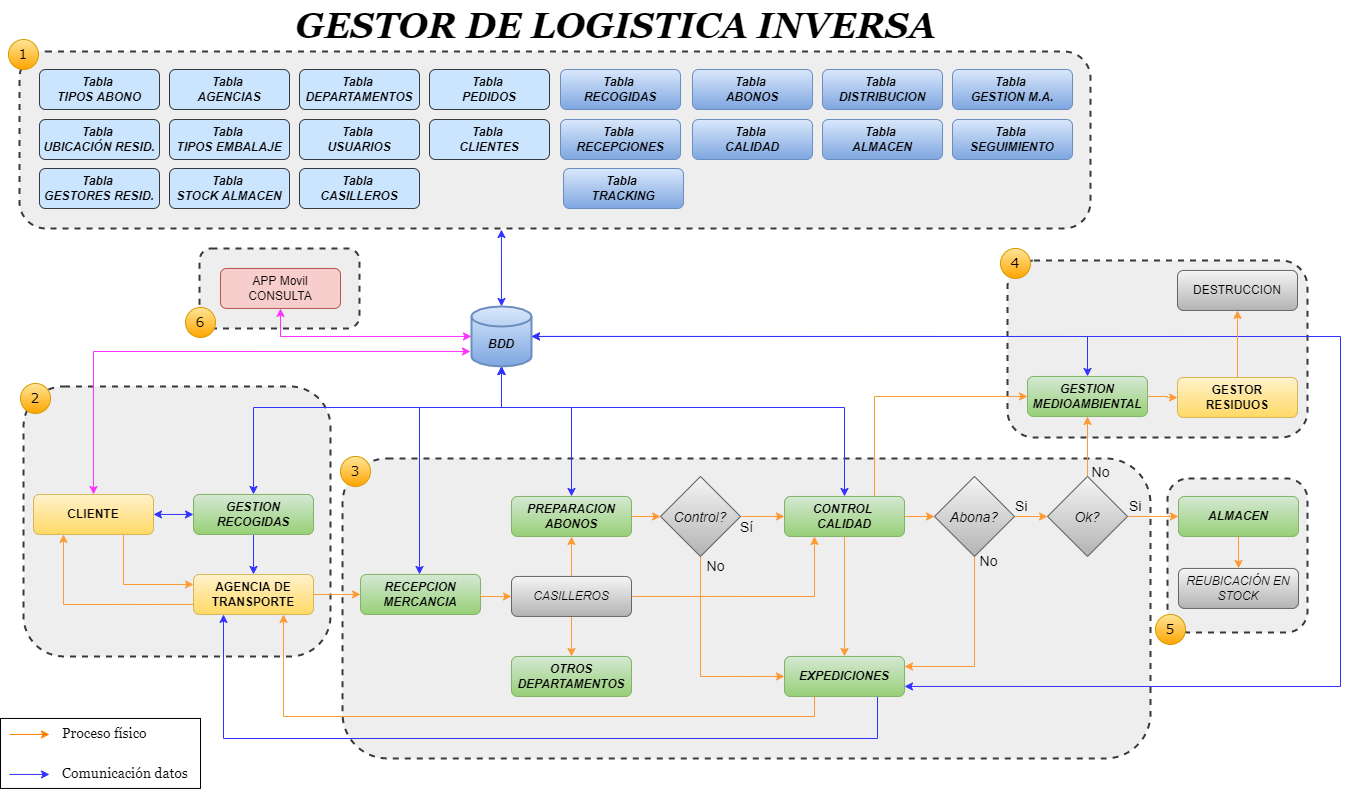 GESTOR DE LOGISTICA INVERSA
1
Tabla
TIPOS ABONO
Tabla
AGENCIAS
Tabla
DEPARTAMENTOS
Tabla
PEDIDOS
Tabla
RECOGIDAS
Tabla
ABONOS
Tabla
DISTRIBUCION
Tabla
GESTION M.A.
Tabla
UBICACIÓN RESID.
Tabla
TIPOS EMBALAJE
Tabla
USUARIOS
Tabla
CLIENTES
Tabla
RECEPCIONES
Tabla
CALIDAD
Tabla
ALMACEN
Tabla
SEGUIMIENTO
Tabla
GESTORES RESID.
Tabla
STOCK ALMACEN
Tabla
CASILLEROS
Tabla
TRACKING
APP Movil
CONSULTA
6
BDD
4
DESTRUCCION
GESTION
MEDIOAMBIENTAL
GESTOR
RESIDUOS
2
CLIENTE
GESTION
RECOGIDAS
AGENCIA DE
TRANSPORTE
3
RECEPCION
MERCANCIA
PREPARACION
ABONOS
CASILLEROS
OTROS
DEPARTAMENTOS
Control?
Sí
No
CONTROL
CALIDAD
Abona?
Si
No
Ok?
No
Si
EXPEDICIONES
ALMACEN
REUBICACIÓN EN
STOCK
5
Proceso físico
Comunicación datos